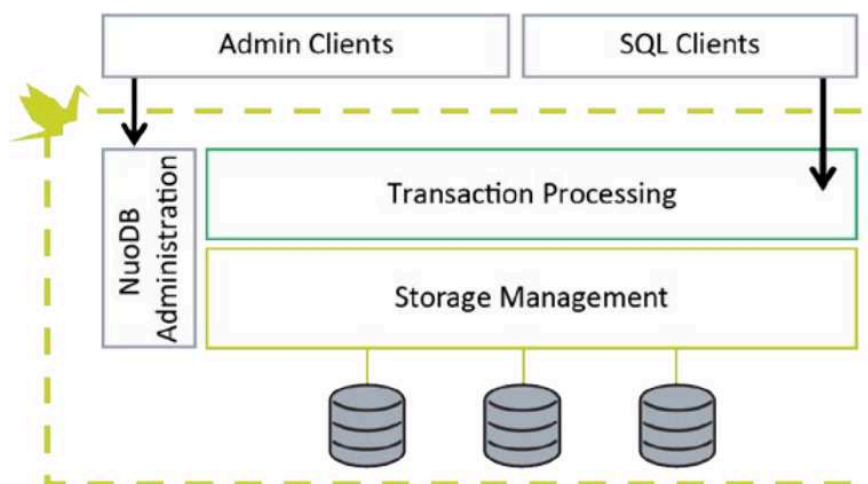 Admin Clients
SQL Clients
NuoDB
Administration
Transaction Processing
Storage Management